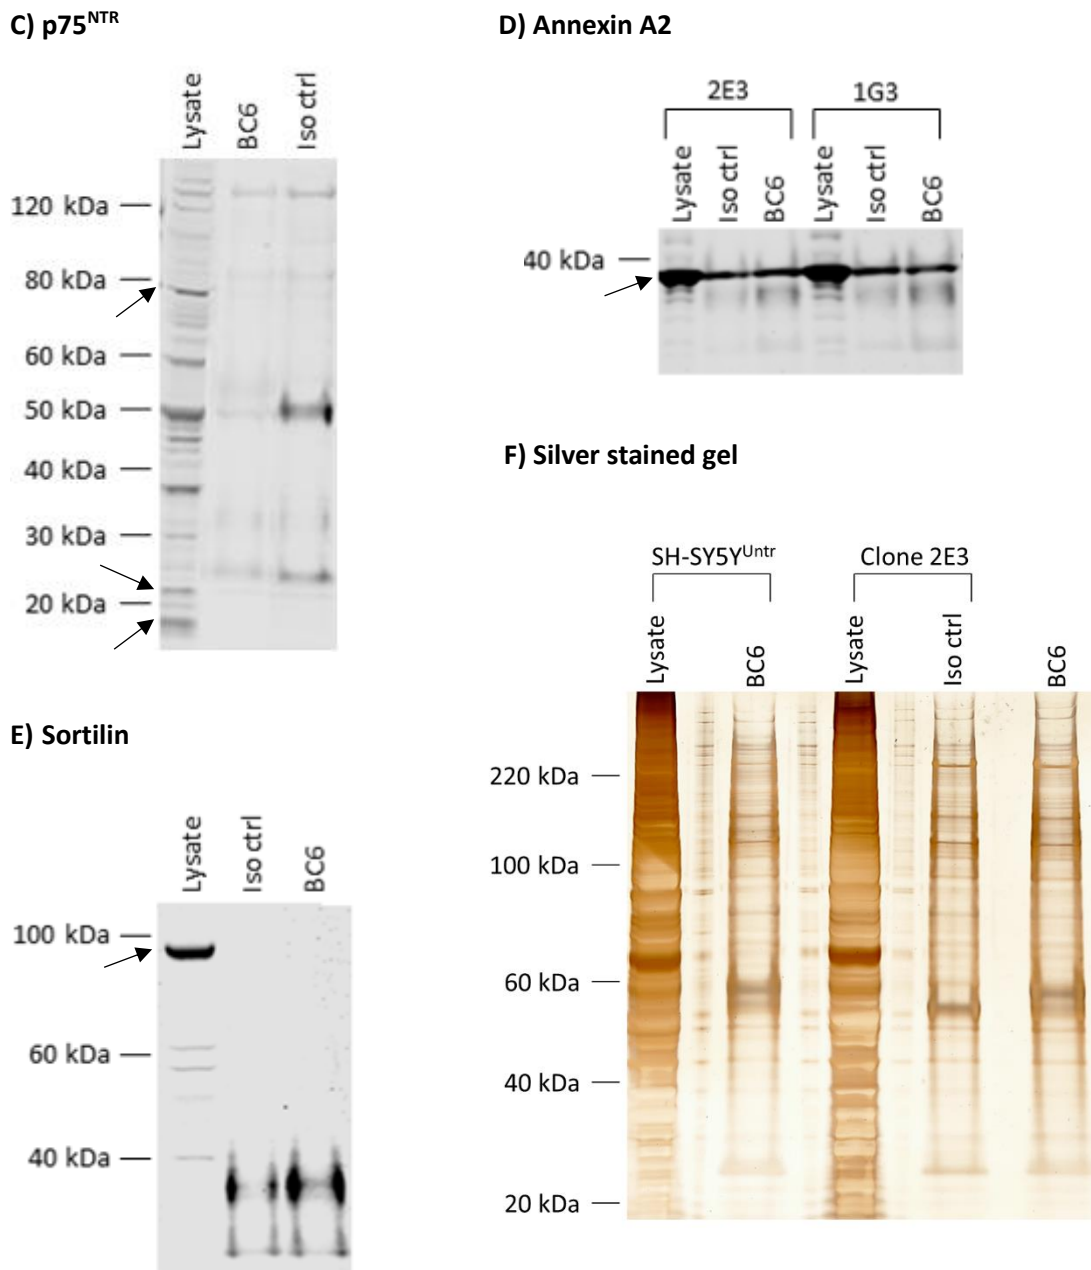 C) p75NTR
Lysate
BC6
Iso ctrl
120 kDa
80 kDa
60 kDa
50 kDa
40 kDa
30 kDa
20 kDa
D) Annexin A2
2E3
1G3
Lysate
Iso ctrl
BC6
Lysate
Iso ctrl
BC6
40 kDa
E) Sortilin
Lysate
Iso ctrl
BC6
100 kDa
60 kDa
40 kDa
F) Silver stained gel
SH-SY5YUntr
Clone 2E3
Lysate
BC6
Lysate
Iso ctrl
BC6
220 kDa
100 kDa
60 kDa
40 kDa
20 kDa